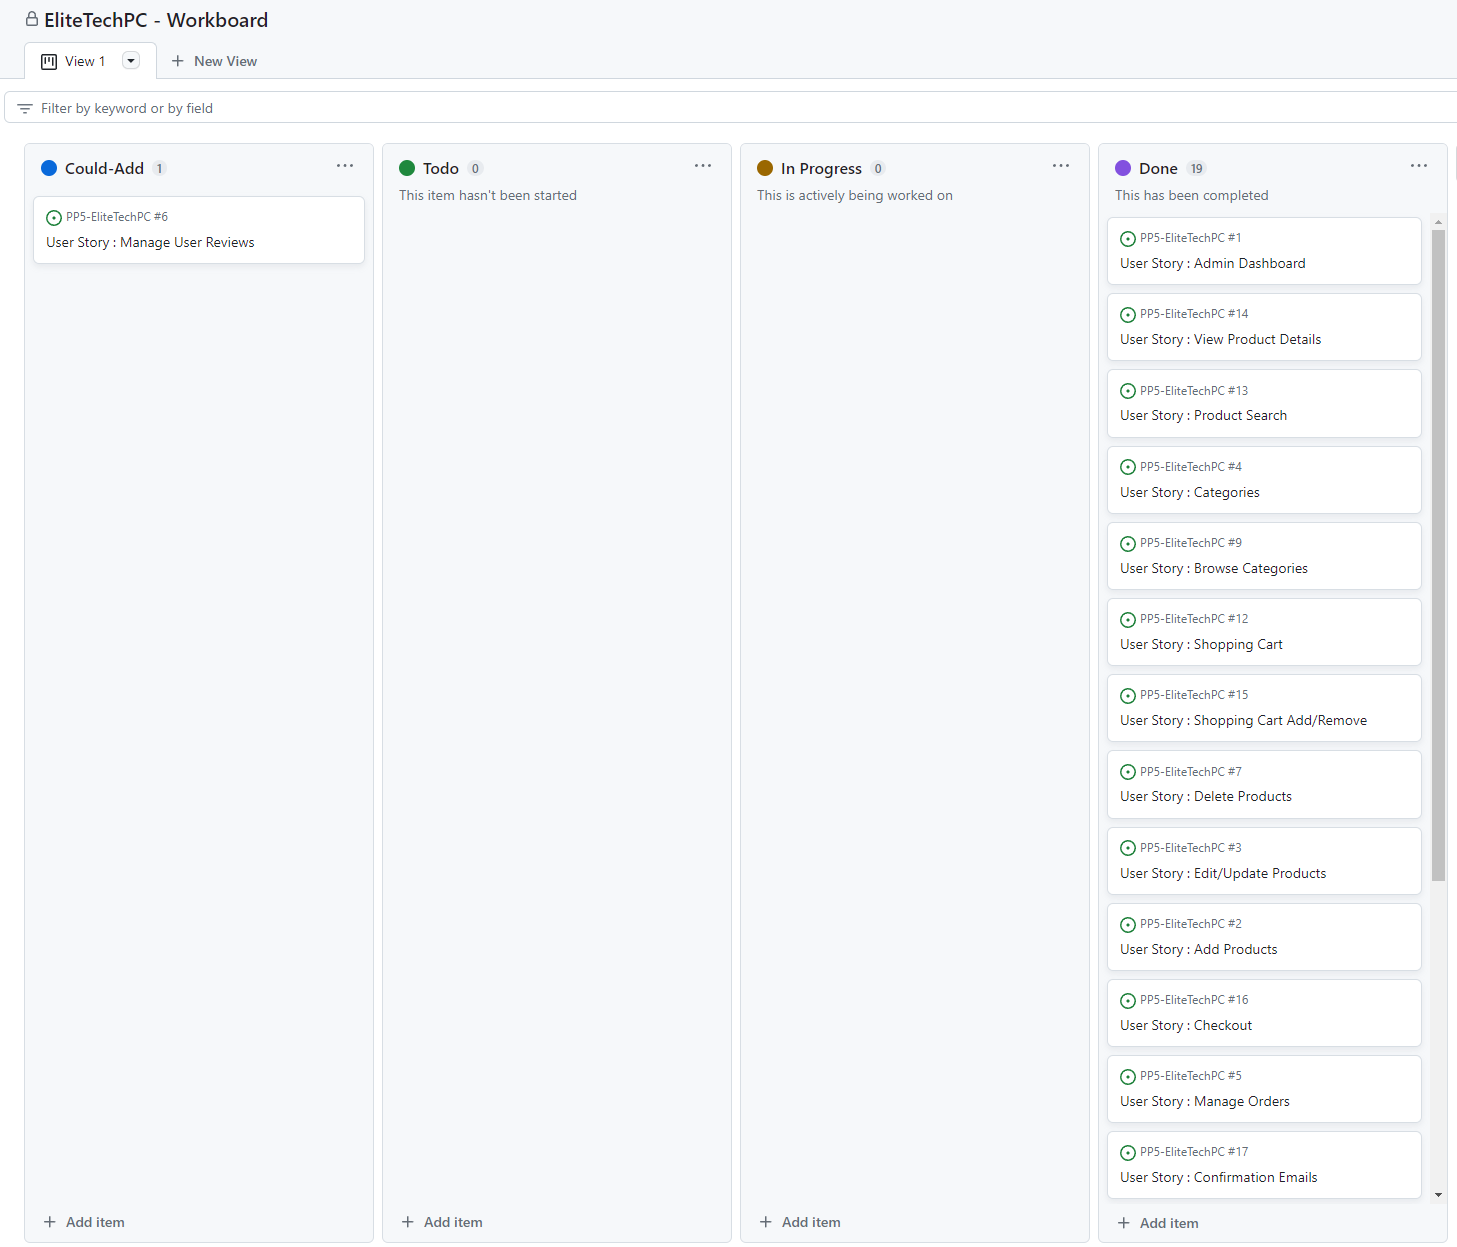 EliteTechPC - Workboard
View 1
New View
Filter by keyword or by field
Could-Add 1
PP5-EliteTechPC #6
User Story : Manage User Reviews
Add item
Todo 0
This item hasn't been started
Add item
In Progress 0
This is actively being worked on
Add item
Done 19
This has been completed
PP5-EliteTechPC #1
User Story : Admin Dashboard
PP5-EliteTechPC #14
User Story : View Product Details
PP5-EliteTechPC #13
User Story : Product Search
PP5-EliteTechPC #4
User Story : Categories
PP5-EliteTechPC #9
User Story : Browse Categories
PP5-EliteTechPC #12
User Story : Shopping Cart
PP5-EliteTechPC #15
User Story : Shopping Cart Add/Remove
PP5-EliteTechPC #7
User Story : Delete Products
PP5-EliteTechPC #3
User Story : Edit/Update Products
PP5-EliteTechPC #2
User Story : Add Products
PP5-EliteTechPC #16
User Story : Checkout
PP5-EliteTechPC #5
User Story : Manage Orders
PP5-EliteTechPC #17
User Story : Confirmation Emails
Add item